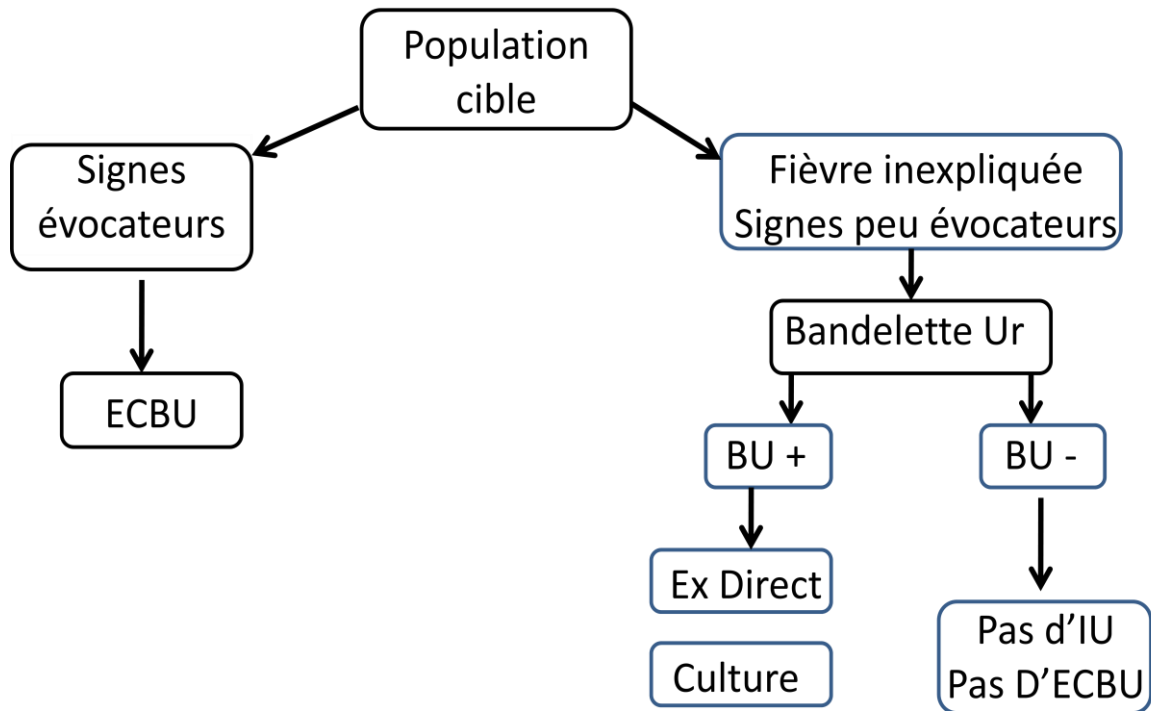 Population
cible
Signes
évocateurs
Fièvre inexpliquée
Signes peu évocateurs
Bandelette Ur
ECBU
BU +
BU -
Ex Direct
Culture
Pas d’IU
Pas D’ECBU